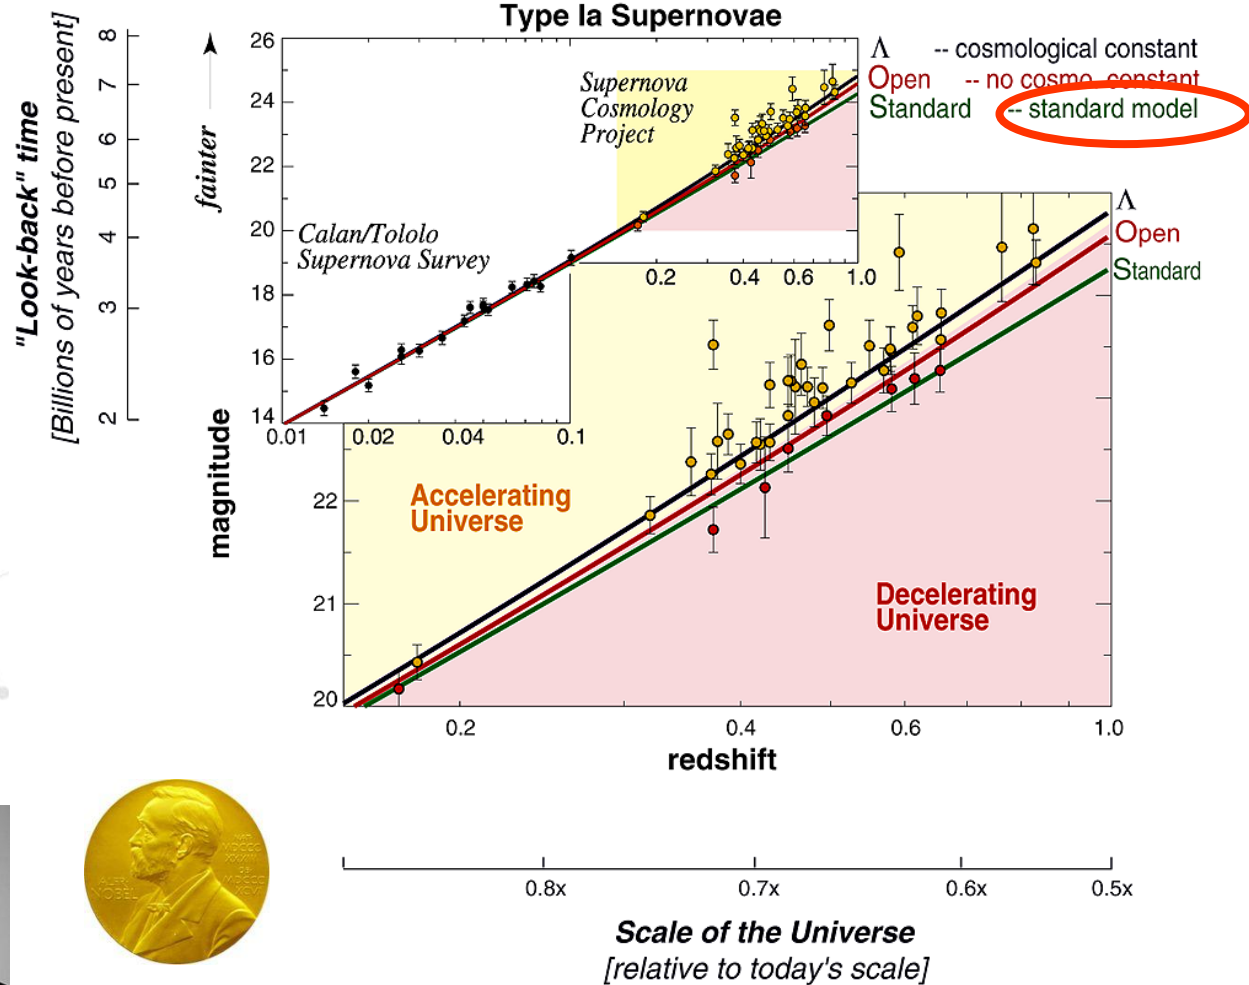 Type Ia Supernovae
"Look-back" time
[Billions of years before present]
8
7
6
5
4
3
2
fainter
magnitude
26
24
22
20
18
16
14
0.01
0.02
0.04
0.1
0.2
0.4
0.6
1.0
Supernova
Cosmology
Project
Calan/Tololo
Supernova Survey
Λ -- cosmological constant
Open -- no cosmo. constant
Standard -- standard model
Λ
Open
Standard
Accelerating
Universe
Decelerating
Universe
22
21
20
0.2
0.4
0.6
1.0
redshift
0.8x
0.7x
0.6x
0.5x
Scale of the Universe
[relative to today's scale]
NOBEL